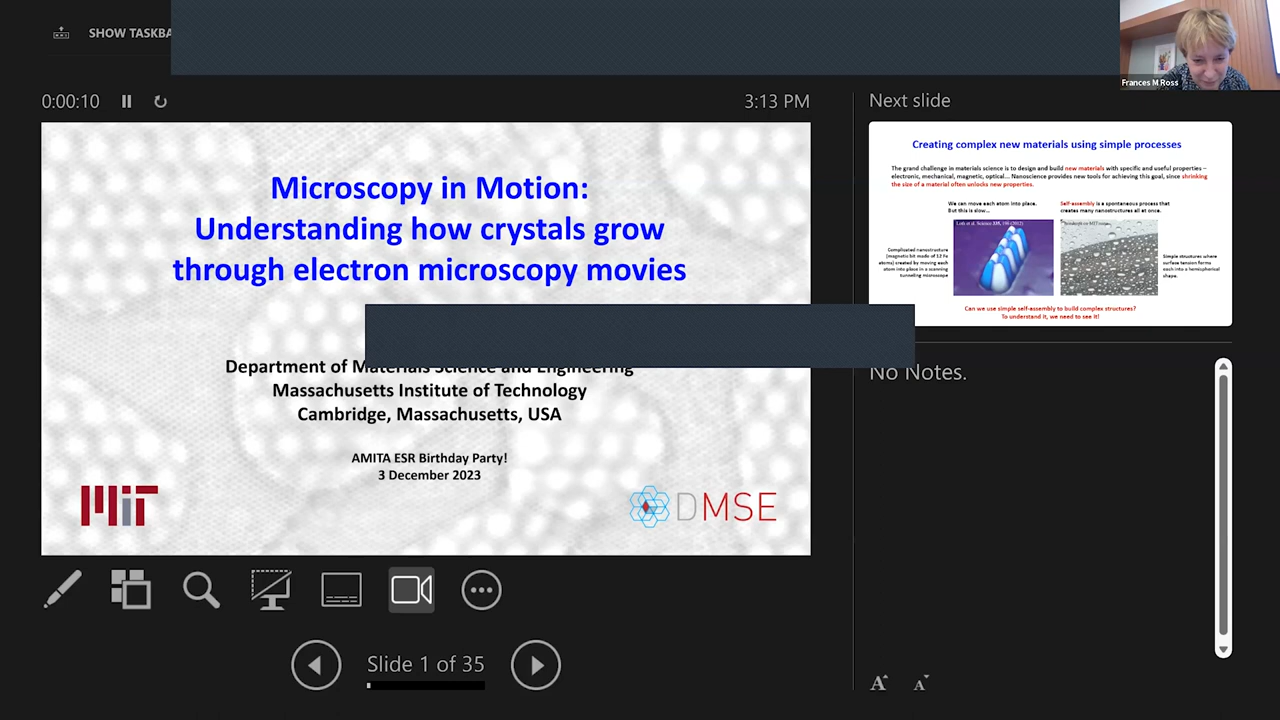 SHOW TASKBA
Frances M Ross
0:00:10
3:13 PM
Next slide
Microscopy in Motion:
Understanding how crystals grow
through electron microscopy movies
Department of Materials Science and Engineering
Massachusetts Institute of Technology
Cambridge, Massachusetts, USA
AMITA ESR Birthday Party!
3 December 2023
MIT
DMSE
Creating complex new materials using simple processes
The grand challenge in materials science is to design and build new materials with specific and useful properties –
electronic, mechanical, magnetic, optical... Nanoscience provides new tools for achieving this goal, since shrinking
the size of a material often unlocks new properties.
We can move each atom into place.
But this is slow...
Self-assembly is a spontaneous process that
creates many nanostructures all at once.
Loth et al. Science 335, 196 (2012)
Complicated nanostructure
(magnetic bit made of 12 Fe
atoms) created by moving each
atom into place in a scanning
tunneling microscope
Simple structures where
surface tension forms
each into a hemispherical
shape.
Can we use simple self-assembly to build complex structures?
To understand it, we need to see it!
No Notes.
Slide 1 of 35
A A